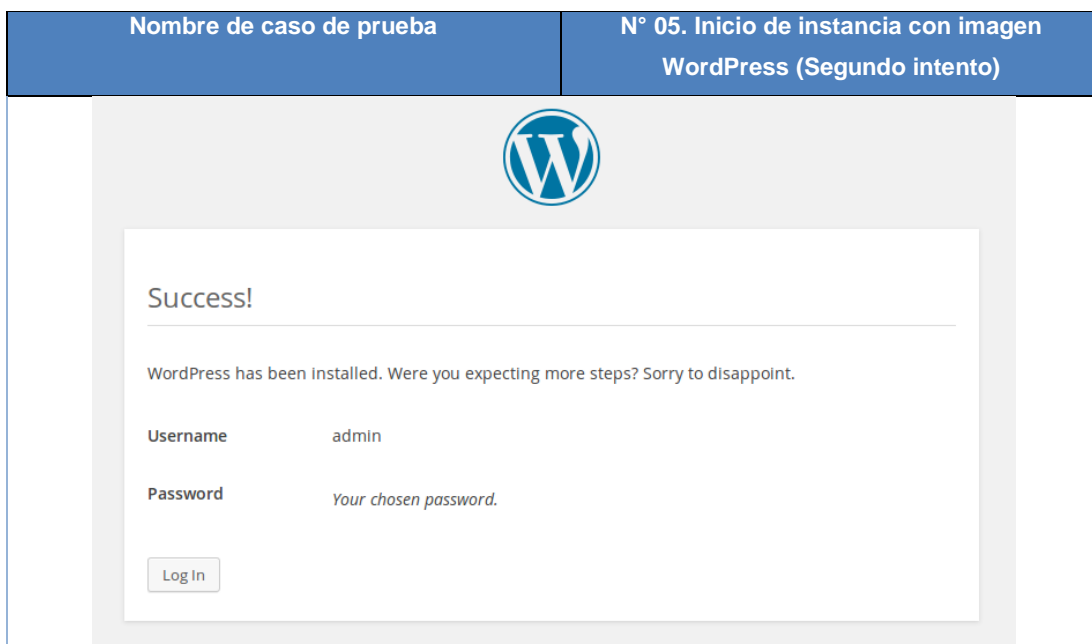 Nombre de caso de prueba
N° 05. Inicio de instancia con imagen
WordPress (Segundo intento)
Success!
WordPress has been installed. Were you expecting more steps? Sorry to disappoint.
Username admin
Password Your chosen password.
Log In